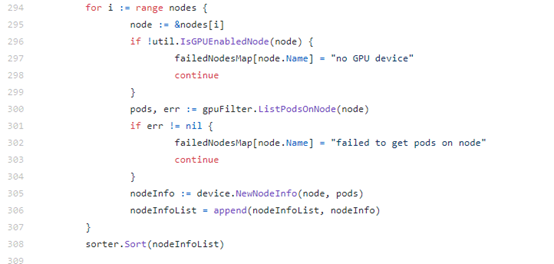 294 for i := range nodes {
295 node := &nodes[i]
296 if !util.IsGPUEnabledNode(node) {
297 failedNodesMap[node.Name] = "no GPU device"
298 continue
299 }
300 pods, err := gpuFilter.ListPodsOnNode(node)
301 if err != nil {
302 failedNodesMap[node.Name] = "failed to get pods on node"
303 continue
304 }
305 nodeInfo := device.NewNodeInfo(node, pods)
306 nodeInfoList = append(nodeInfoList, nodeInfo)
307 }
308 sorter.Sort(nodeInfoList)
309